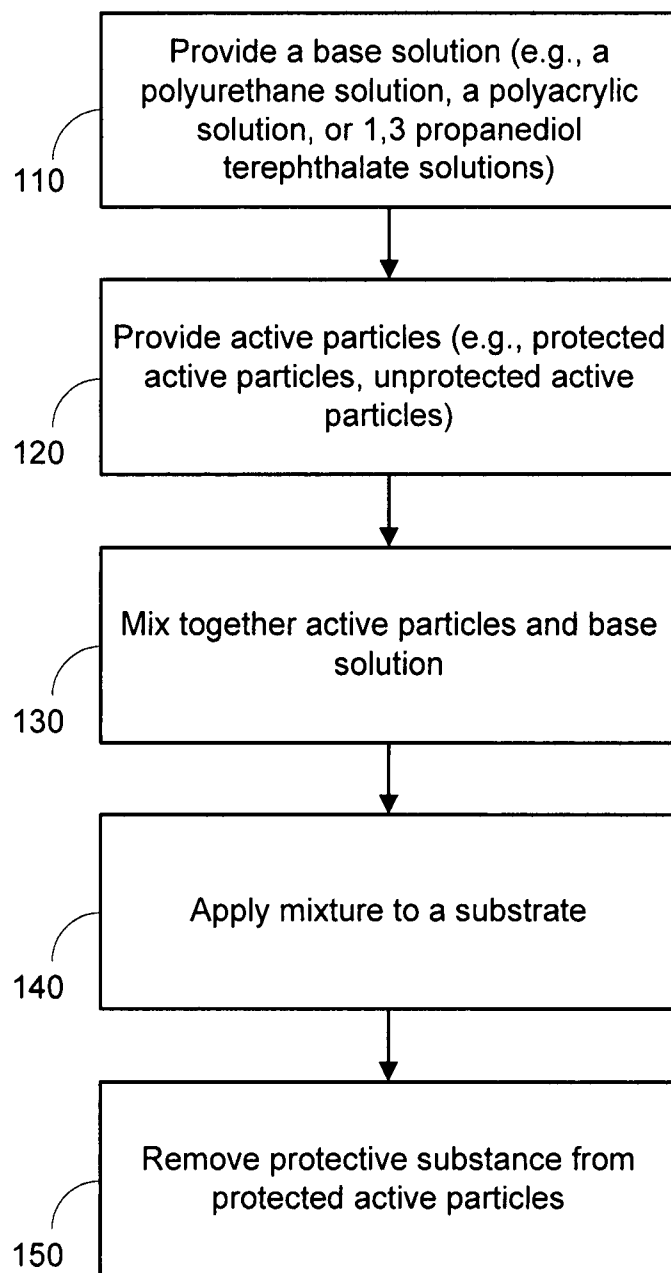 Provide a base solution (e.g., a
polyurethane solution, a polyacrylic
solution, or 1,3 propanediol
terephthalate solutions)
110
Provide active particles (e.g., protected
active particles, unprotected active
particles)
120
Mix together active particles and base
solution
130
Apply mixture to a substrate
140
Remove protective substance from
protected active particles
150